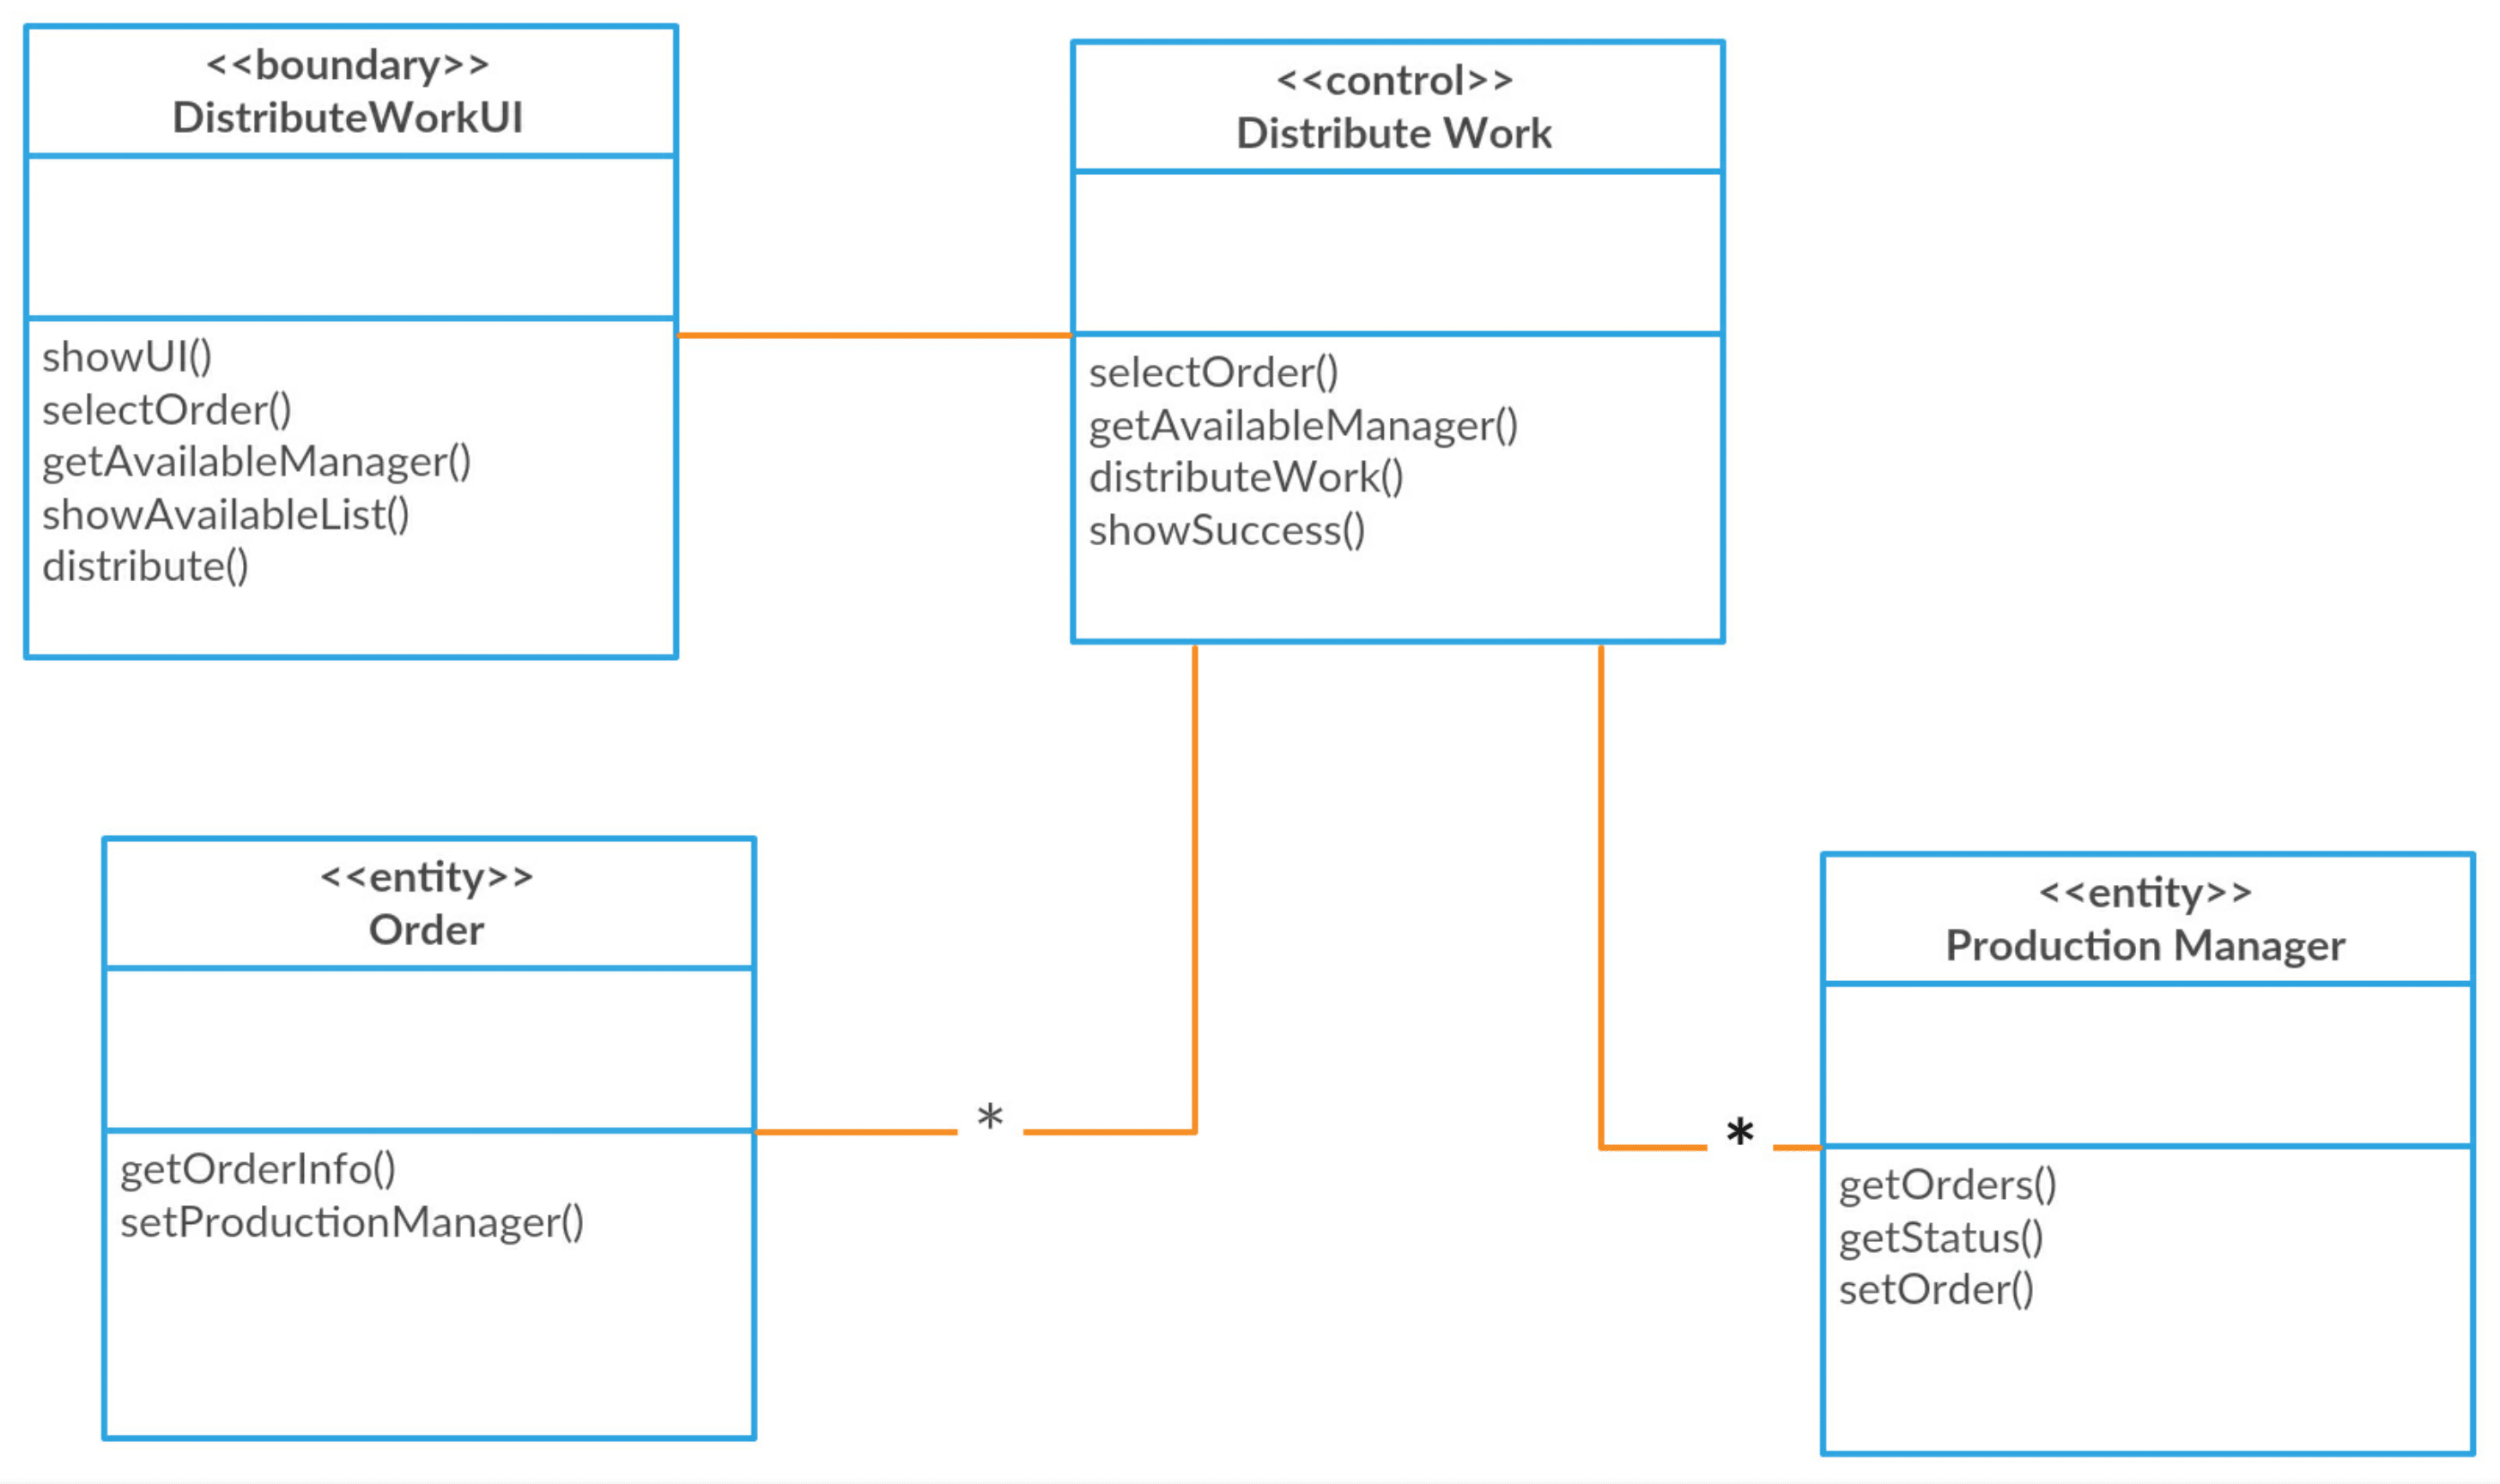 <<boundary>>
DistributeWorkUI
showUI()
selectOrder()
getAvailableManager()
showAvailableList()
distribute()
<<control>>
Distribute Work
selectOrder()
getAvailableManager()
distributeWork()
showSuccess()
<<entity>>
Order
getOrderInfo()
setProductionManager()
*
*
<<entity>>
Production Manager
getOrders()
getStatus()
setOrder()